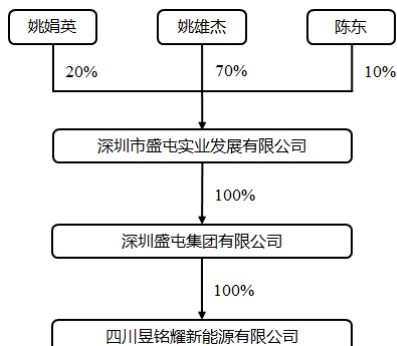 姚娟英 姚雄杰 陈东
20% 70% 10%
深圳市盛屯实业发展有限公司
100%
深圳盛屯集团有限公司
100%
四川昱铭耀新能源有限公司